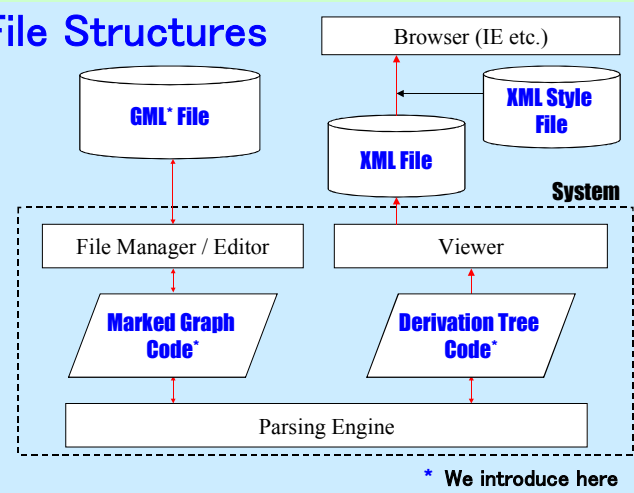 File Structures
Browser (IE etc.)
GML* File
XML Style
File
XML File
System
File Manager / Editor
Viewer
Marked Graph
Code*
Derivation Tree
Code*
Parsing Engine
* We introduce here